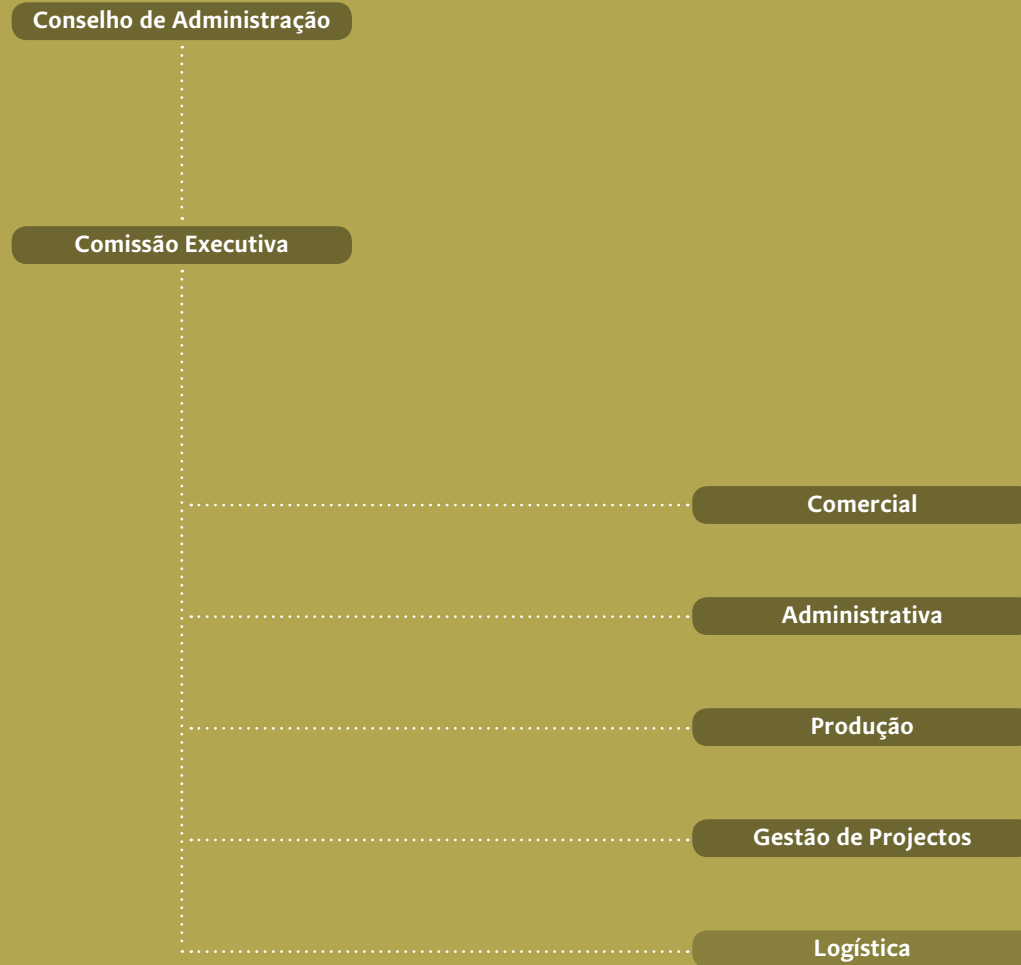 Conselho de Administração
Comissão Executiva
Comercial
Administrativa
Produção
Gestão de Projectos
Logística